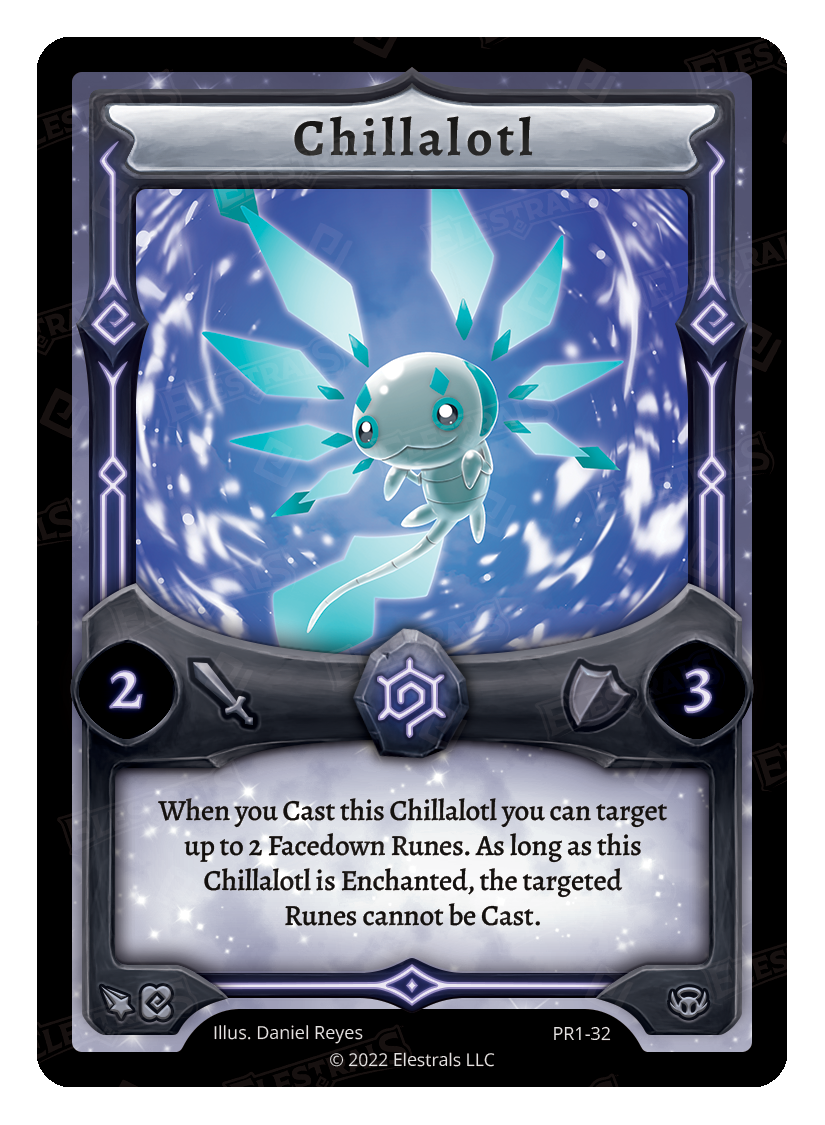 Chillalotl
2
3
When you Cast this Chillalotl you can target
up to 2 Facedown Runes. As long as this
Chillalotl is Enchanted, the targeted
Runes cannot be Cast.
Illus. Daniel Reyes
PR1-32
© 2022 Elestrals LLC